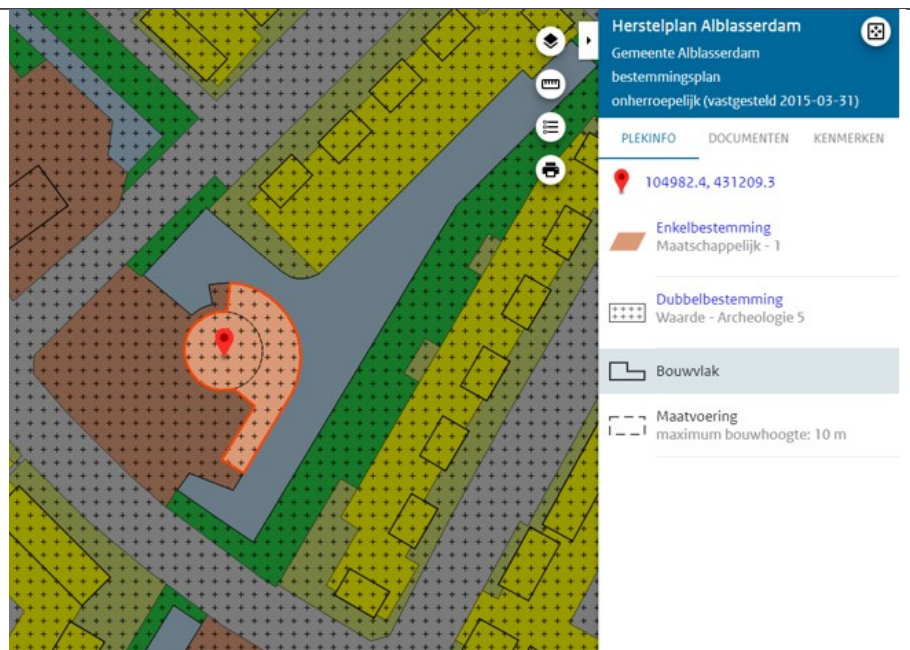 Herstelplan Alblasserdam
Gemeente Alblasserdam
bestemmingsplan
onherroepelijk (vastgesteld 2015-03-31)
PLEKINFO DOCUMENTEN KENMERKEN
104982.4, 431209.3
Enkelbestemming
Maatschappelijk - 1
Dubbelbestemming
Waarde - Archeologie 5
Bouwvlak
Maatvoering
maximum bouwhoogte: 10 m